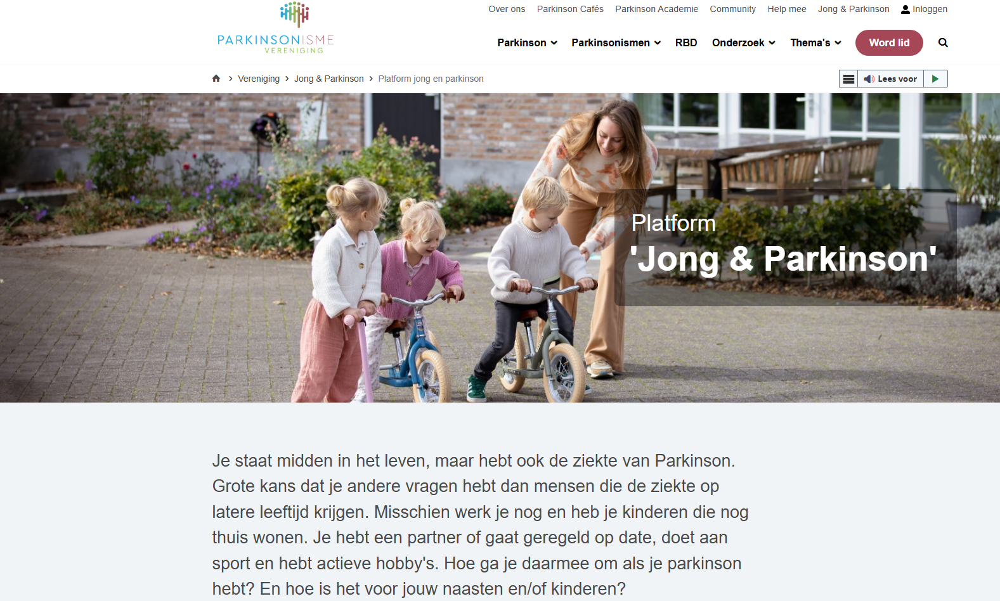 Over ons Parkinson Cafés Parkinson Academie Community Help mee Jong & Parkinson Inloggen
PARKINSONISME
VERENIGING
Parkinson Parkinsonismen RBD Onderzoek Thema's Word lid
Vereniging Jong & Parkinson Platform jong en parkinson
Lees voor
Platform
'Jong & Parkinson'
Je staat midden in het leven, maar hebt ook de ziekte van Parkinson.
Grote kans dat je andere vragen hebt dan mensen die de ziekte op
latere leeftijd krijgen. Misschien werk je nog en heb je kinderen die nog
thuis wonen. Je hebt een partner of gaat geregeld op date, doet aan
sport en hebt actieve hobby's. Hoe ga je daarmee om als je parkinson
hebt? En hoe is het voor jouw naasten en/of kinderen?